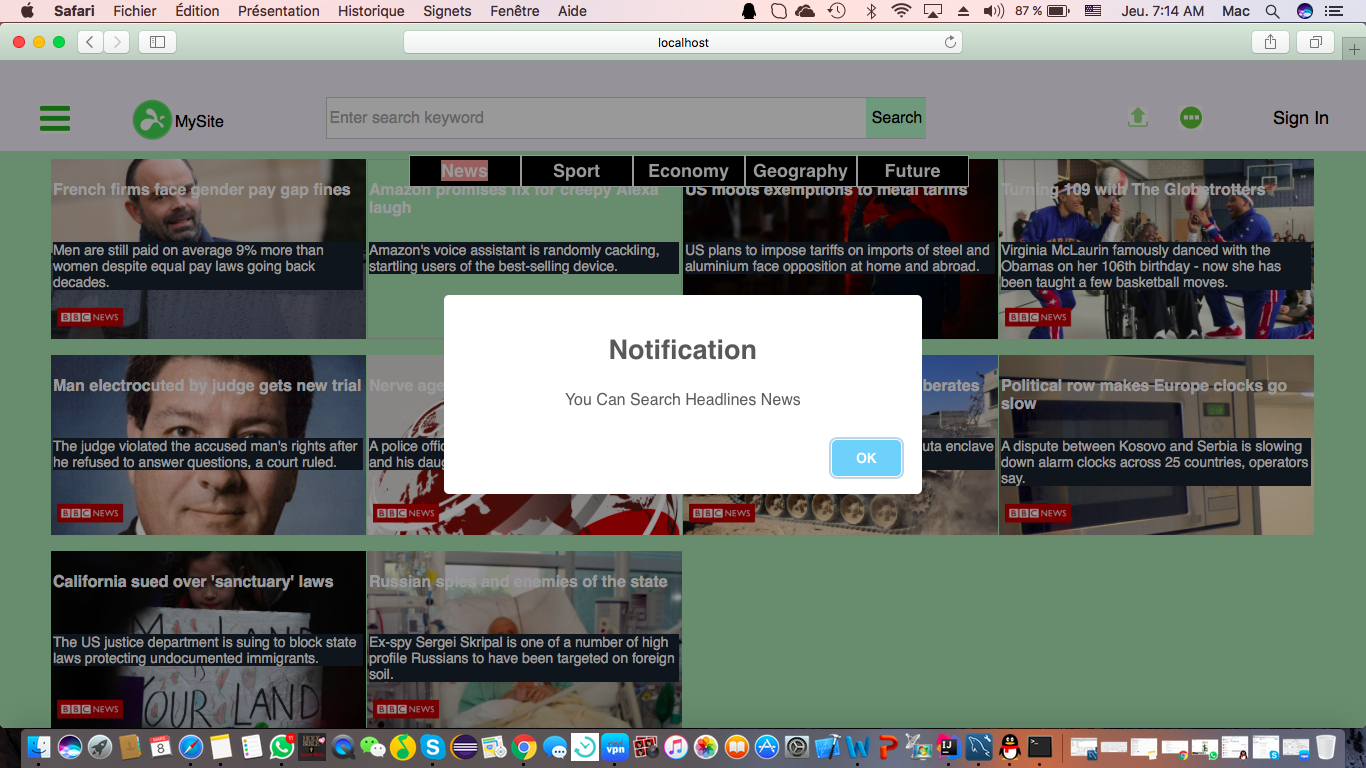 Safari Fichier Édition Présentation Historique Signets Fenêtre Aide 87 % Jeu. 7:14 AM Mac
localhost
MySite
Enter search keyword
Search
Sign In
News Sport Economy Geography Future
French firms face gender pay gap fines
Men are still paid on average 9% more than
women despite equal pay laws going back
decades.
BBC NEWS
Amazon promises fix for creepy Alexa
laugh
Amazon's voice assistant is randomly cackling,
startling users of the best-selling device.
US moots exemptions to metal tariffs
US plans to impose tariffs on imports of steel and
aluminium face opposition at home and abroad.
Turning 109 with The Globetrotters
Virginia McLaurin famously danced with the
Obamas on her 106th birthday - now she has
been taught a few basketball moves.
BBC NEWS
Notification
You Can Search Headlines News
OK
Man electrocuted by judge gets new trial
The judge violated the accused man's rights after
he refused to answer questions, a court ruled.
BBC NEWS
Nerve age
A police offic
and his daug
BBC NEWS
berates
uta enclave
BBC NEWS
Political row makes Europe clocks go
slow
A dispute between Kosovo and Serbia is slowing
down alarm clocks across 25 countries, operators
say.
BBC NEWS
California sued over 'sanctuary' laws
The US justice department is suing to block state
laws protecting undocumented immigrants.
YOUR LAND
BBC NEWS
Russian spies and enemies of the state
Ex-spy Sergei Skripal is one of a number of high
profile Russians to have been targeted on foreign
soil.
BBC NEWS
8
11
vpn